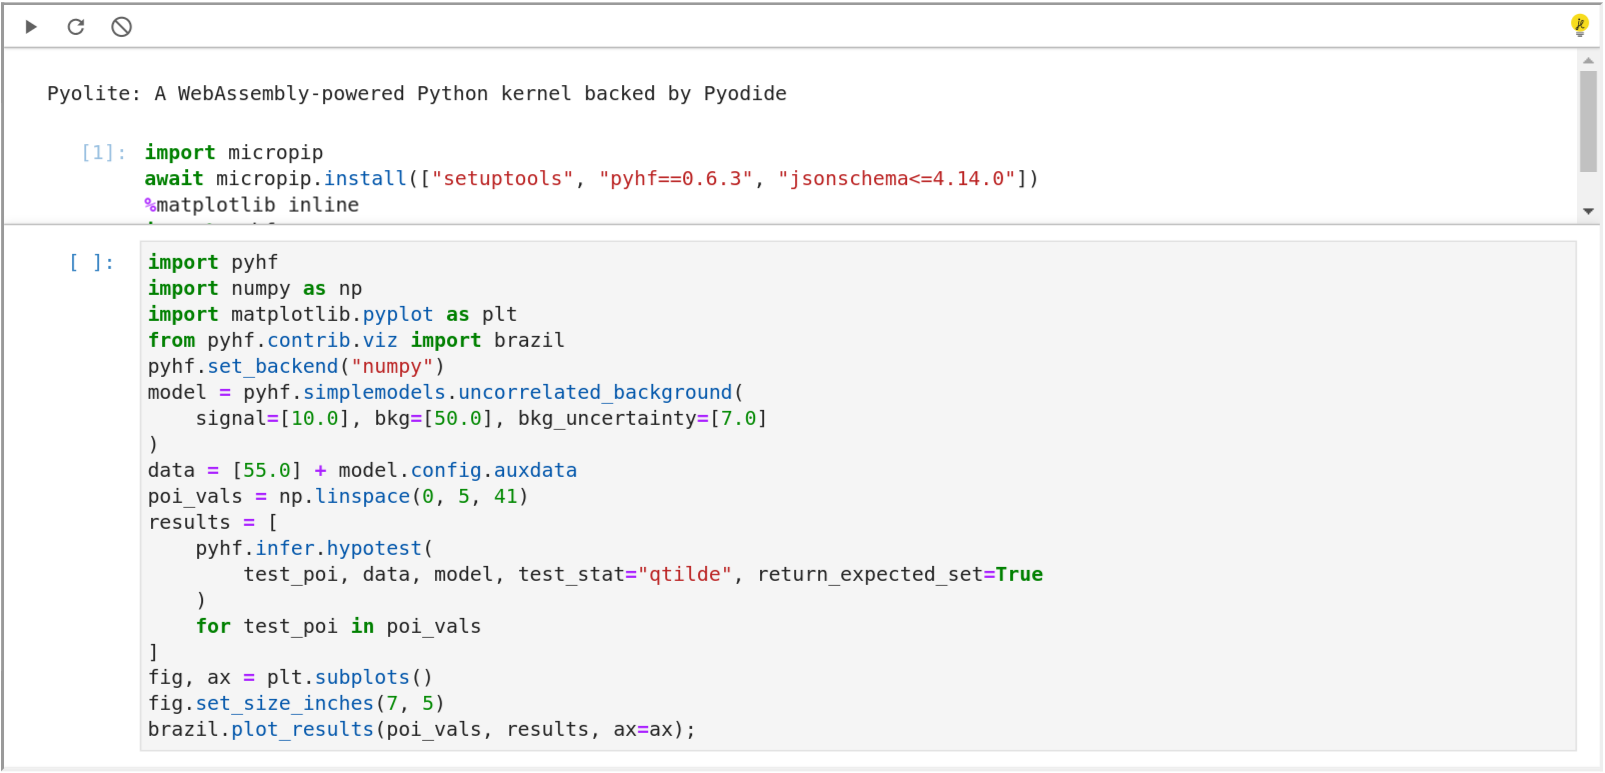 Pyolite: A WebAssembly-powered Python kernel backed by Pyodide
[1]: import micropip
await micropip.install(["setuptools", "pyhf==0.6.3", "jsonschema<=4.14.0"])
%matplotlib inline
[ ]: import pyhf
import numpy as np
import matplotlib.pyplot as plt
from pyhf.contrib.viz import brazil
pyhf.set_backend("numpy")
model = pyhf.simplemodels.uncorrelated_background(
    signal=[10.0], bkg=[50.0], bkg_uncertainty=[7.0]
)
data = [55.0] + model.config.auxdata
poi_vals = np.linspace(0, 5, 41)
results = [
    pyhf.infer.hypotest(
        test_poi, data, model, test_stat="qtilde", return_expected_set=True
    )
    for test_poi in poi_vals
]
fig, ax = plt.subplots()
fig.set_size_inches(7, 5)
brazil.plot_results(poi_vals, results, ax=ax);